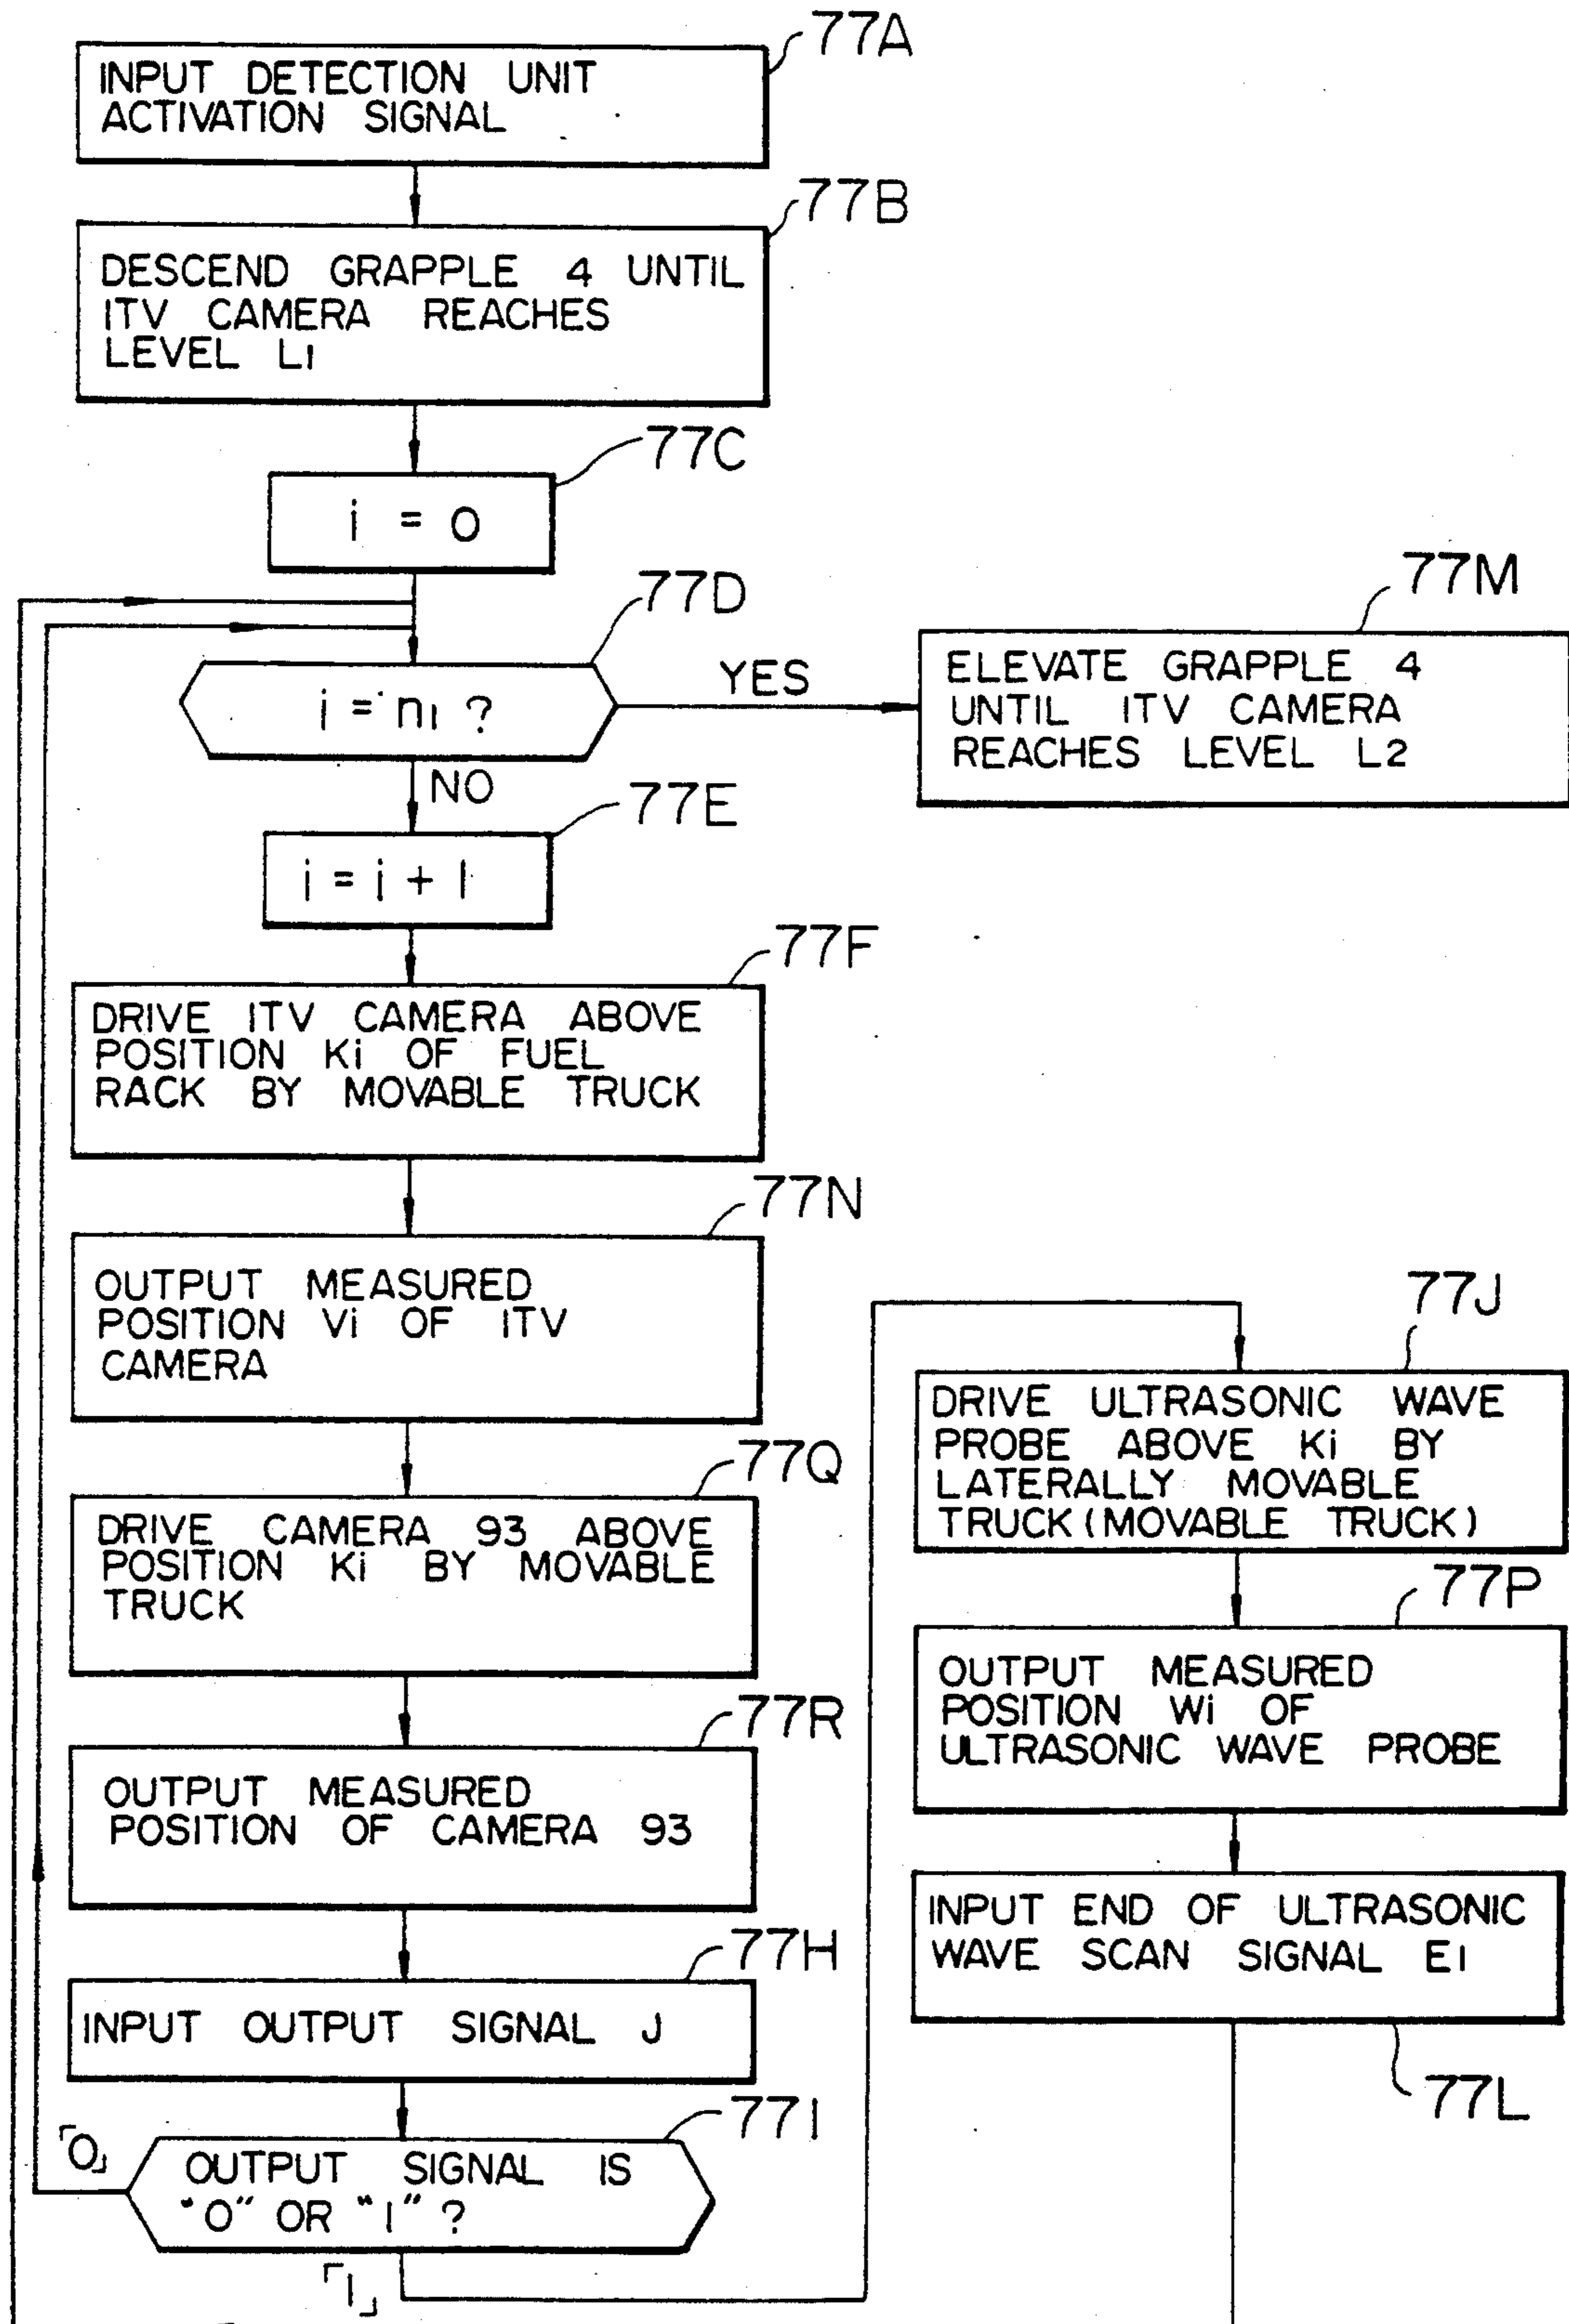 77A
INPUT DETECTION UNIT
ACTIVATION SIGNAL
77B
DESCEND GRAPPLE 4 UNTIL
ITV CAMERA REACHES
LEVEL L1
77C
i = 0
77D
i = n1 ?
YES
NO
77M
ELEVATE GRAPPLE 4
UNTIL ITV CAMERA
REACHES LEVEL L2
77E
i = i + 1
77F
DRIVE ITV CAMERA ABOVE
POSITION Ki OF FUEL
RACK BY MOVABLE TRUCK
77N
OUTPUT MEASURED
POSITION Vi OF ITV
CAMERA
77Q
DRIVE CAMERA 93 ABOVE
POSITION Ki BY MOVABLE
TRUCK
77R
OUTPUT MEASURED
POSITION OF CAMERA 93
77H
INPUT OUTPUT SIGNAL J
77I
OUTPUT SIGNAL IS
"0" OR "1" ?
「0」
「1」
77J
DRIVE ULTRASONIC WAVE
PROBE ABOVE Ki BY
LATERALLY MOVABLE
TRUCK (MOVABLE TRUCK)
77P
OUTPUT MEASURED
POSITION Wi OF
ULTRASONIC WAVE PROBE
INPUT END OF ULTRASONIC
WAVE SCAN SIGNAL E1
77L